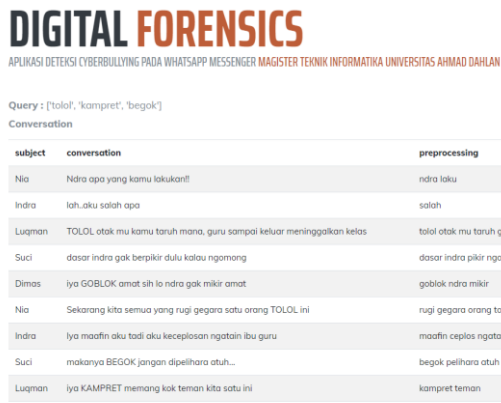 DIGITAL FORENSICS
APLIKASI DETEKSI CYBERBULLYING PADA WHATSAPP MESSENGER MAGISTER TEKNIK INFORMATIKA UNIVERSITAS AHMAD DAHLAN
Query : ['tolol', 'kampret', 'begok']
Conversation
subject conversation preprocessing
Nia Ndra apa yang kamu lakukan!! ndra laku
Indra lah..aku salah apa salah
Luqman TOLOL otak mu kamu taruh mana, guru sampai keluar meninggalkan kelas tolol otak mu taruh
Suci dasar indra gak berpikir dulu kalau ngomong dasar indra pikir
Dimas iya GOBLOK amat sih lo ndra gak mikir amat goblok ndra mikir
Nia Sekarang kita semua yang rugi gegara satu orang TOLOL ini rugi gegara orang
Indra Iya maafin aku tadi aku keceplosan ngatain ibu guru maafin ceplos
Suci makanya BEGOK jangan dipelihara atuh... begok pelihara atuh
Luqman iya KAMPRET memang kok teman kita satu ini kampret teman